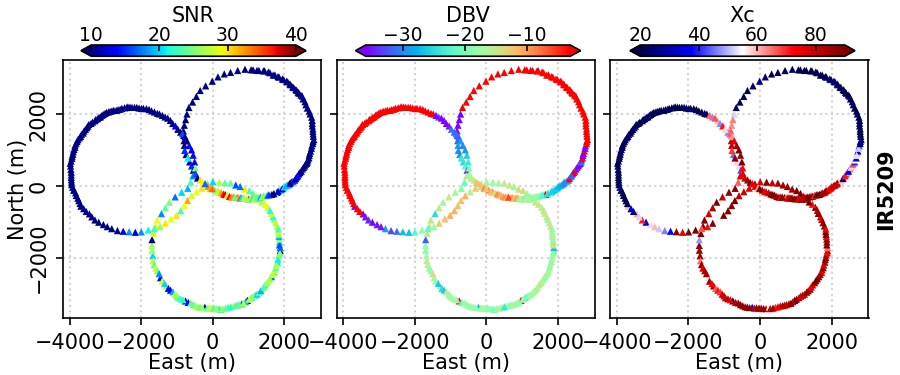 SNR DBV Xc
10 20 30 40 −30 −20 −10 20 40 60 80
North (m)
2000
0
−2000
−4000 −2000 0 2000 −4000 −2000 0 2000 −4000 −2000 0 2000
East (m) East (m) East (m)
IR5209